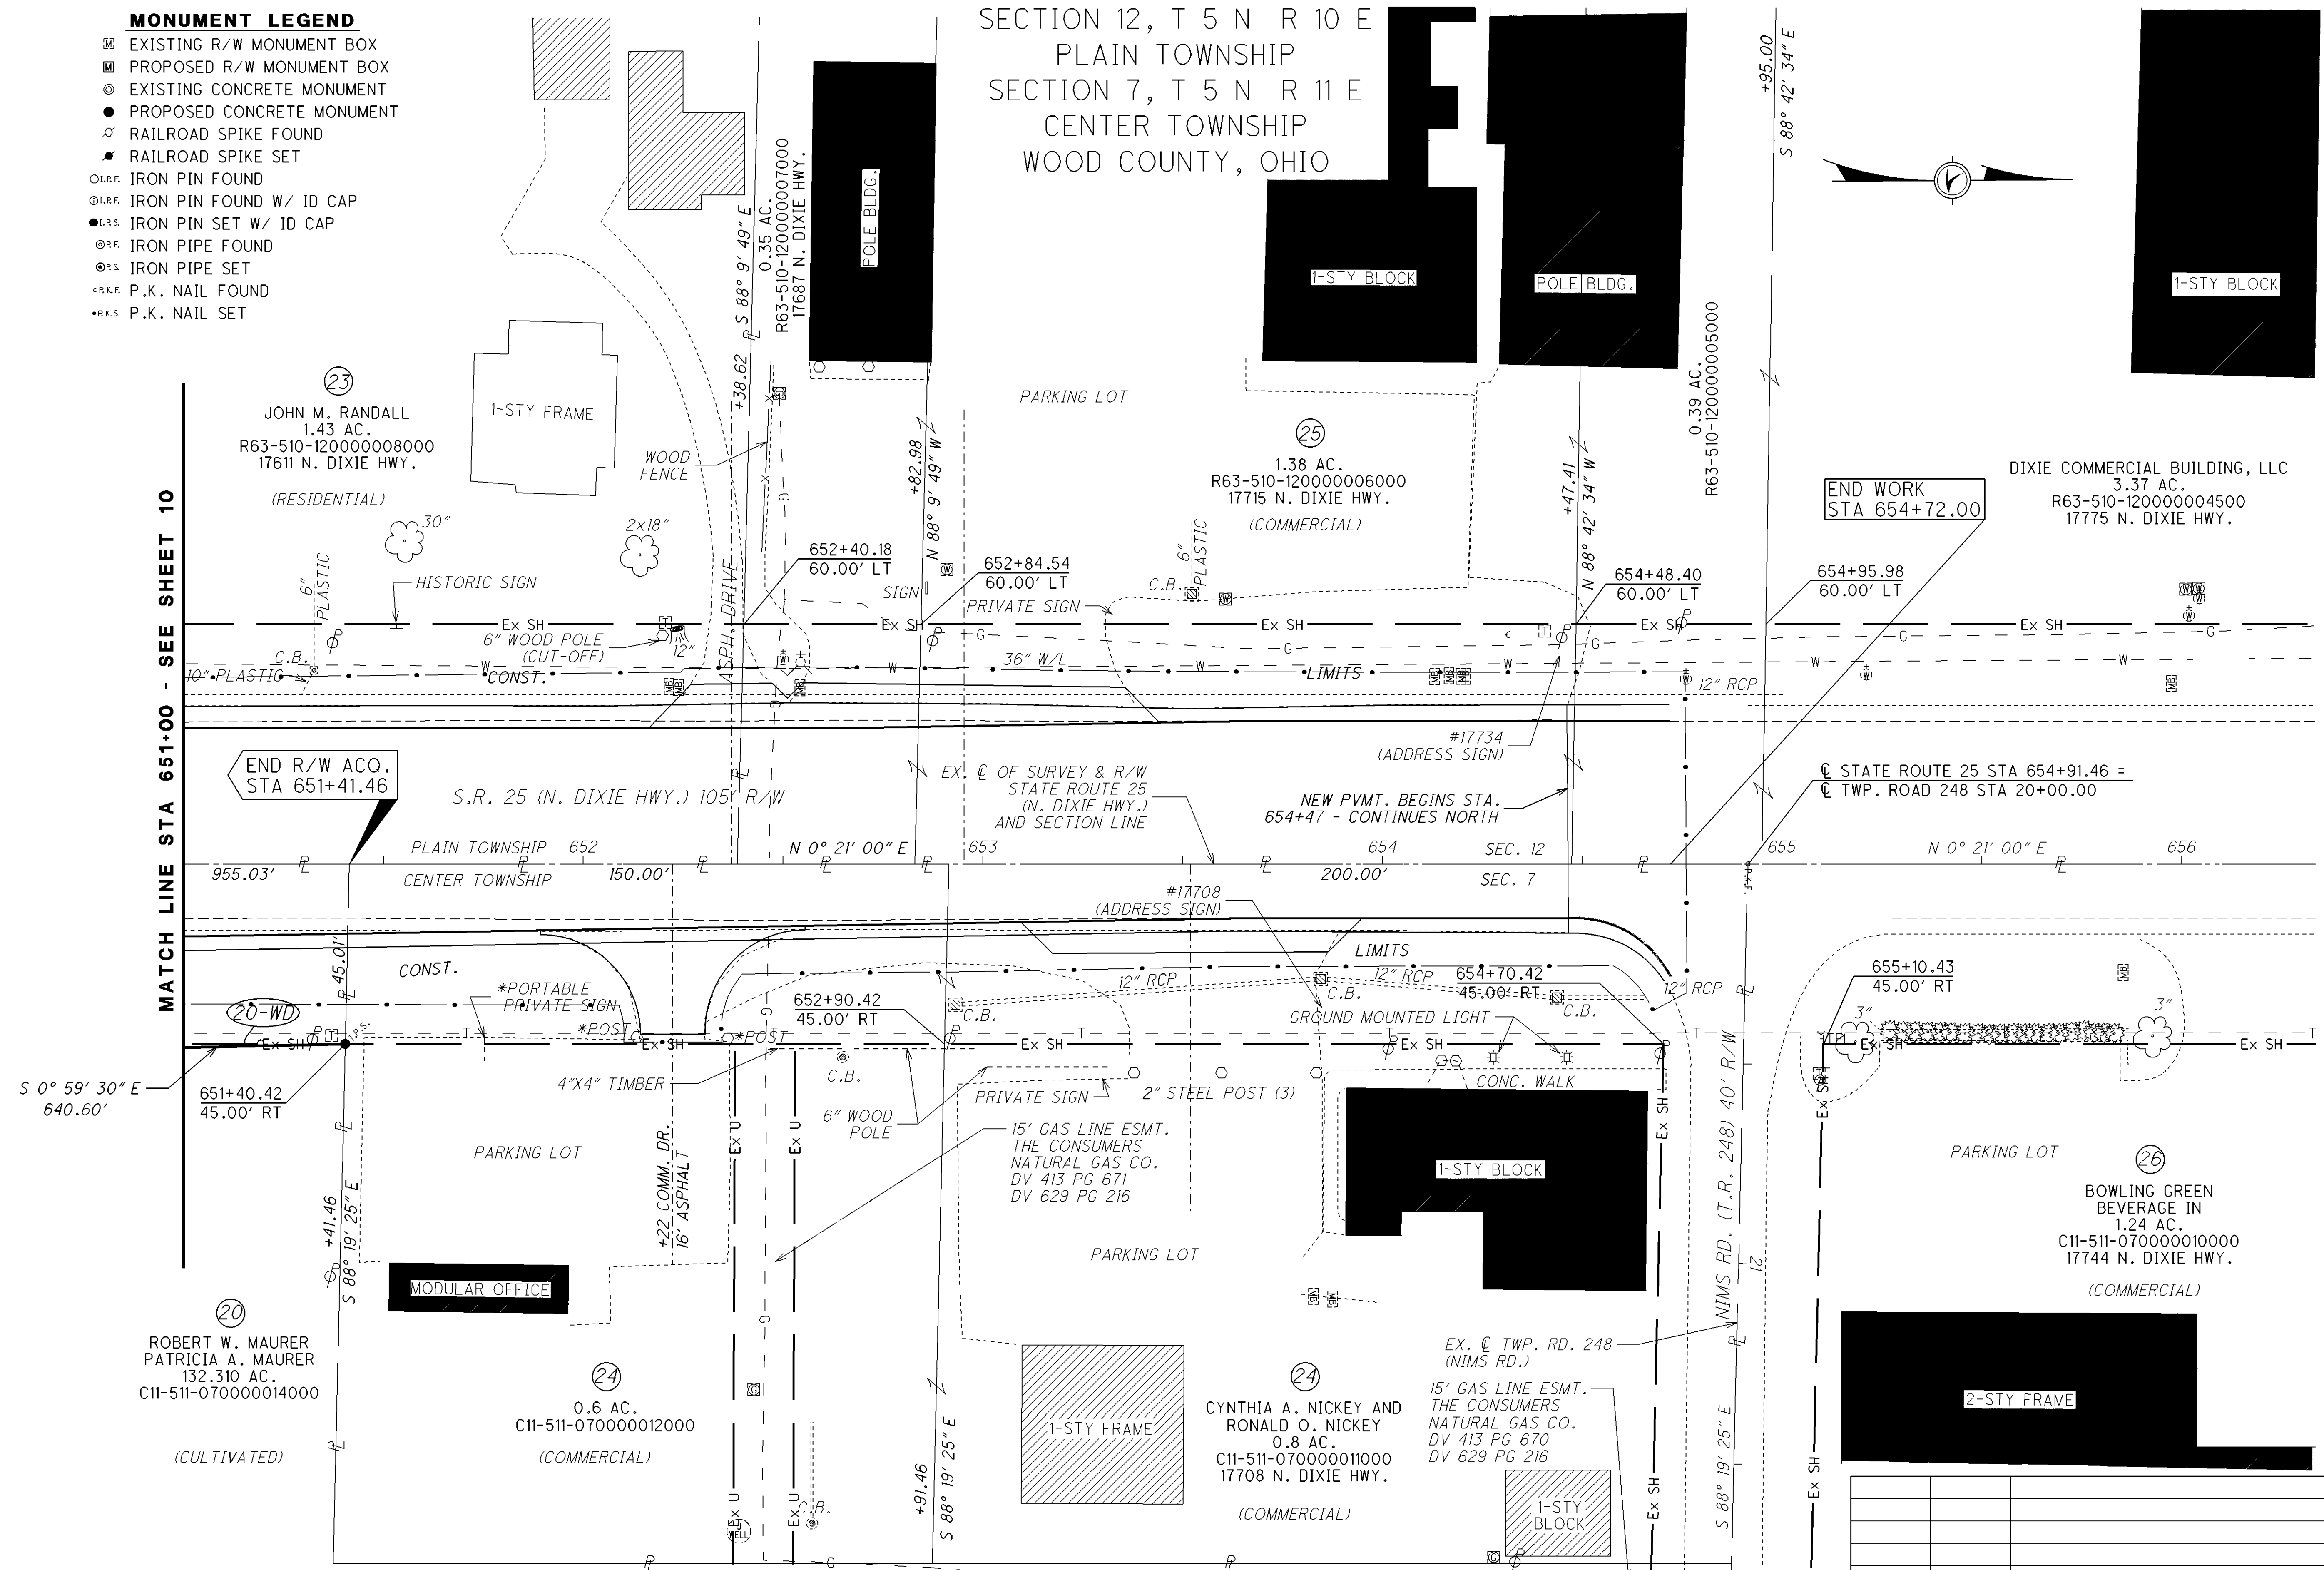 MONUMENT LEGEND
EXISTING R/W MONUMENT BOX
PROPOSED R/W MONUMENT BOX
EXISTING CONCRETE MONUMENT
PROPOSED CONCRETE MONUMENT
RAILROAD SPIKE FOUND
RAILROAD SPIKE SET
I.P.F. IRON PIN FOUND
I.P.F. IRON PIN FOUND W/ ID CAP
I.P.S. IRON PIN SET W/ ID CAP
P.F. IRON PIPE FOUND
P.S. IRON PIPE SET
P.K.F. P.K. NAIL FOUND
P.K.S. P.K. NAIL SET
SECTION 12, T 5 N R 10 E
PLAIN TOWNSHIP
SECTION 7, T 5 N R 11 E
CENTER TOWNSHIP
WOOD COUNTY, OHIO
+95.00
S 88° 42' 34" E
+38.62
S 88° 9' 49" E
0.35 AC.
R63-510-120000007000
17687 N. DIXIE HWY.
POLE BLDG.
1-STY BLOCK
POLE BLDG.
1-STY BLOCK
23
JOHN M. RANDALL
1.43 AC.
R63-510-120000008000
17611 N. DIXIE HWY.
(RESIDENTIAL)
1-STY FRAME
WOOD
FENCE
PARKING LOT
+82.98
N 88° 9' 49" W
25
1.38 AC.
R63-510-120000006000
17715 N. DIXIE HWY.
(COMMERCIAL)
+47.41
N 88° 42' 34" W
0.39 AC.
R63-510-120000005000
END WORK
STA 654+72.00
DIXIE COMMERCIAL BUILDING, LLC
3.37 AC.
R63-510-120000004500
17775 N. DIXIE HWY.
MATCH LINE STA 651+00 - SEE SHEET 10
30"
2x18"
6"
PLASTIC
HISTORIC SIGN
ASPH. DRIVE
652+40.18
60.00' LT
SIGN
652+84.54
60.00' LT
PRIVATE SIGN
C.B.
6"
PLASTIC
654+48.40
60.00' LT
654+95.98
60.00' LT
Ex SH
Ex SH
Ex SH
Ex SH
Ex SH
6" WOOD POLE
(CUT-OFF)
12"
C.B.
10" PLASTIC
CONST.
36" W/L
LIMITS
12" RCP
END R/W ACQ.
STA 651+41.46
S.R. 25 (N. DIXIE HWY.) 105' R/W
EX. ℄ OF SURVEY & R/W
STATE ROUTE 25
(N. DIXIE HWY.)
AND SECTION LINE
#17734
(ADDRESS SIGN)
NEW PVMT. BEGINS STA.
654+47 - CONTINUES NORTH
℄ STATE ROUTE 25 STA 654+91.46 =
℄ TWP. ROAD 248 STA 20+00.00
PLAIN TOWNSHIP
652
N 0° 21' 00" E
653
654
SEC. 12
655
N 0° 21' 00" E
656
955.03'
CENTER TOWNSHIP
150.00'
200.00'
SEC. 7
P.K.F.
#17708
(ADDRESS SIGN)
45.01'
CONST.
LIMITS
*PORTABLE
PRIVATE SIGN
12" RCP
12" RCP
12" RCP
652+90.42
45.00' RT
654+70.42
45.00' RT
655+10.43
45.00' RT
20-WD
I.P.S.
*POST
*POST
C.B.
C.B.
C.B.
GROUND MOUNTED LIGHT
3"
3"
Ex SH
Ex SH
Ex SH
Ex SH
Ex SH
Ex SH
S 0° 59' 30" E
640.60'
651+40.42
45.00' RT
4"X4" TIMBER
C.B.
6" WOOD
POLE
PRIVATE SIGN
2" STEEL POST (3)
CONC. WALK
Ex U
Ex U
Ex SH
Ex SH
PARKING LOT
+22 COMM. DR.
16' ASPHALT
15' GAS LINE ESMT.
THE CONSUMERS
NATURAL GAS CO.
DV 413 PG 671
DV 629 PG 216
1-STY BLOCK
NIMS RD. (T.R. 248) 40' R/W
PARKING LOT
26
BOWLING GREEN
BEVERAGE IN
1.24 AC.
C11-511-070000010000
17744 N. DIXIE HWY.
(COMMERCIAL)
+41.46
S 88° 19' 25" E
MODULAR OFFICE
PARKING LOT
21
20
ROBERT W. MAURER
PATRICIA A. MAURER
132.310 AC.
C11-511-070000014000
(CULTIVATED)
24
0.6 AC.
C11-511-070000012000
(COMMERCIAL)
+91.46
S 88° 19' 25" E
1-STY FRAME
24
CYNTHIA A. NICKEY AND
RONALD O. NICKEY
0.8 AC.
C11-511-070000011000
17708 N. DIXIE HWY.
(COMMERCIAL)
EX. ℄ TWP. RD. 248
(NIMS RD.)
15' GAS LINE ESMT.
THE CONSUMERS
NATURAL GAS CO.
DV 413 PG 670
DV 629 PG 216
S 88° 19' 25" E
2-STY FRAME
1-STY
BLOCK
Ex U
Ex U
C.B.
Ex SH
Ex SH